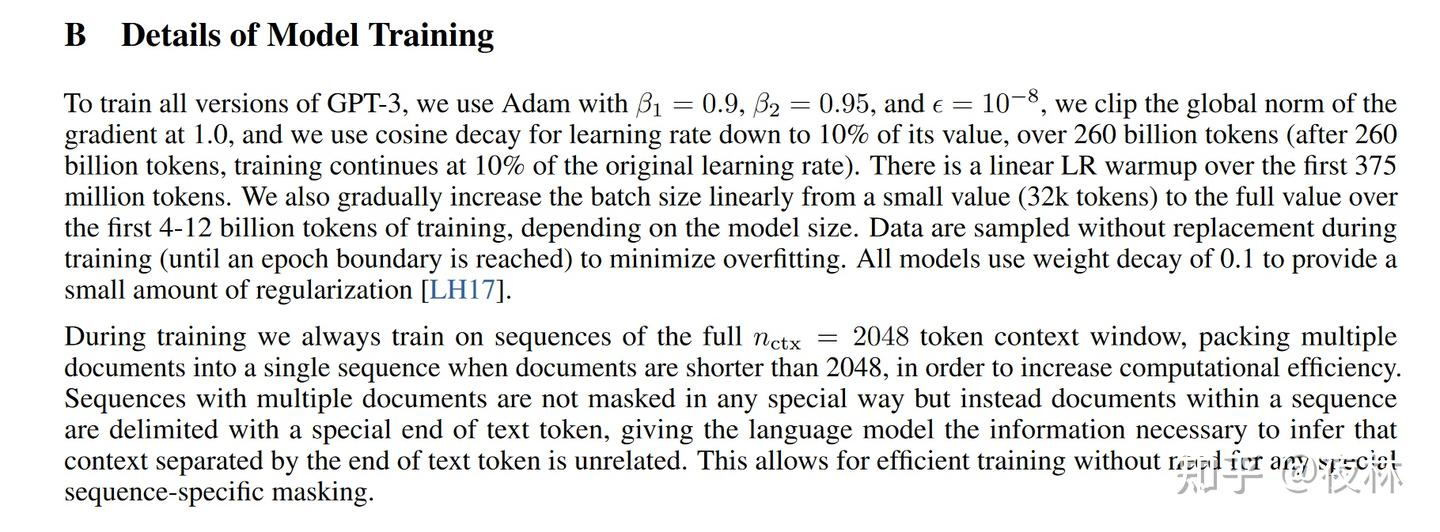 B Details of Model Training
To train all versions of GPT-3, we use Adam with β₁ = 0.9, β₂ = 0.95, and ϵ = 10⁻⁸, we clip the global norm of the
gradient at 1.0, and we use cosine decay for learning rate down to 10% of its value, over 260 billion tokens (after 260
billion tokens, training continues at 10% of the original learning rate). There is a linear LR warmup over the first 375
million tokens. We also gradually increase the batch size linearly from a small value (32k tokens) to the full value over
the first 4-12 billion tokens of training, depending on the model size. Data are sampled without replacement during
training (until an epoch boundary is reached) to minimize overfitting. All models use weight decay of 0.1 to provide a
small amount of regularization [LH17].
During training we always train on sequences of the full n_ctx = 2048 token context window, packing multiple
documents into a single sequence when documents are shorter than 2048, in order to increase computational efficiency.
Sequences with multiple documents are not masked in any special way but instead documents within a sequence
are delimited with a special end of text token, giving the language model the information necessary to infer that
context separated by the end of text token is unrelated. This allows for efficient training without need for any special
sequence-specific masking.
知乎 @夜林